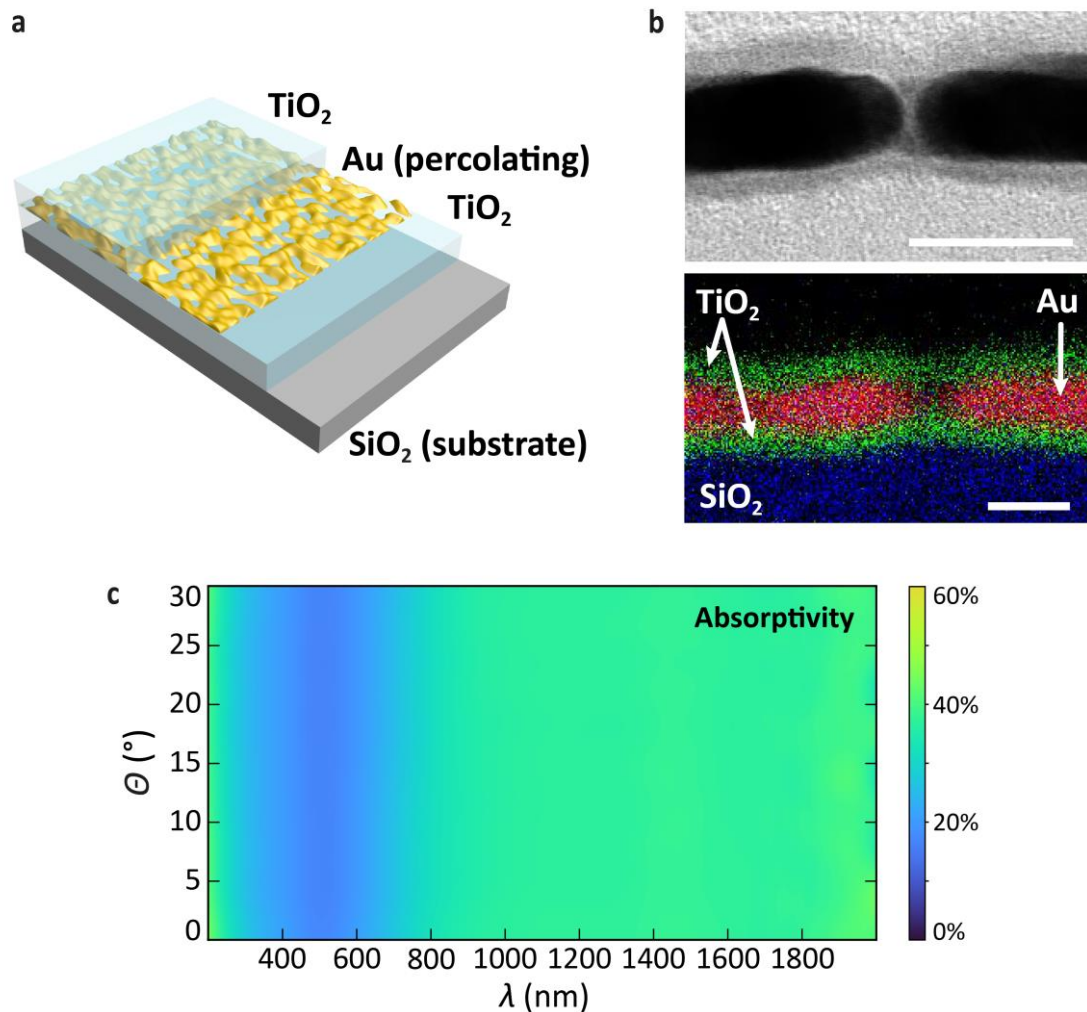 a
TiO₂
Au (percolating)
TiO₂
SiO₂ (substrate)
b
TiO₂
Au
SiO₂
c
Absorptivity
30
25
20
15
10
5
0
Θ (°)
400 600 800 1000 1200 1400 1600 1800
λ (nm)
60%
40%
20%
0%